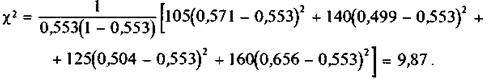 χ² = 1 / 0,553(1 − 0,553) [105(0,571 − 0,553)² + 140(0,499 − 0,553)² +
+ 125(0,504 − 0,553)² + 160(0,656 − 0,553)²] = 9,87 .